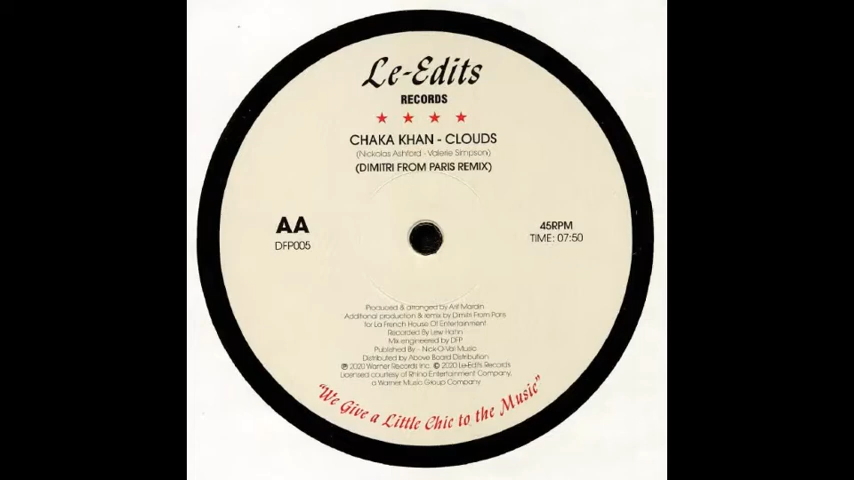 Le-Edits
RECORDS
★ ★ ★ ★
CHAKA KHAN - CLOUDS
(Nickolas Ashford - Valerie Simpson)
(DIMITRI FROM PARIS REMIX)
AA
DFP005
45RPM
TIME: 07:50
Produced & arranged by Arif Mardin
Additional production & remix by Dimitri From Paris
for La French House Of Entertainment
Recorded By Lew Hahn
Mix engineered by DFP
Published By - Nick-O-Val Music
Distributed by Above Board Distribution
℗ 2020 Warner Records Inc. © 2020 Le-Edits Records
Licensed courtesy of Rhino Entertainment Company,
a Warner Music Group Company
"We Give a Little Chic to the Music"